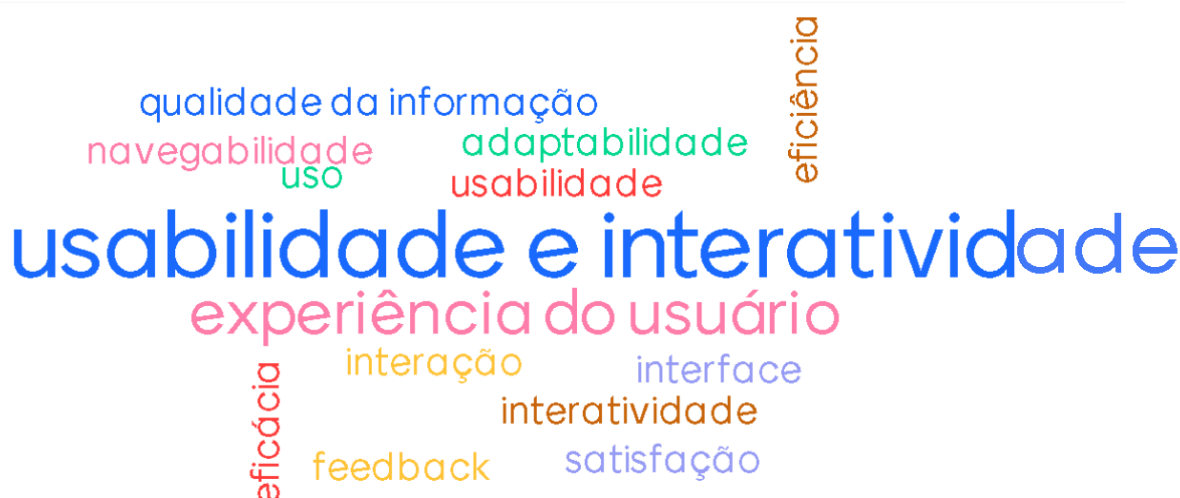 eficiência
qualidade da informação
navegabilidade
adaptabilidade
uso
usabilidade
usabilidade e interatividade
experiência do usuário
interação
interface
eficácia
interatividade
feedback
satisfação